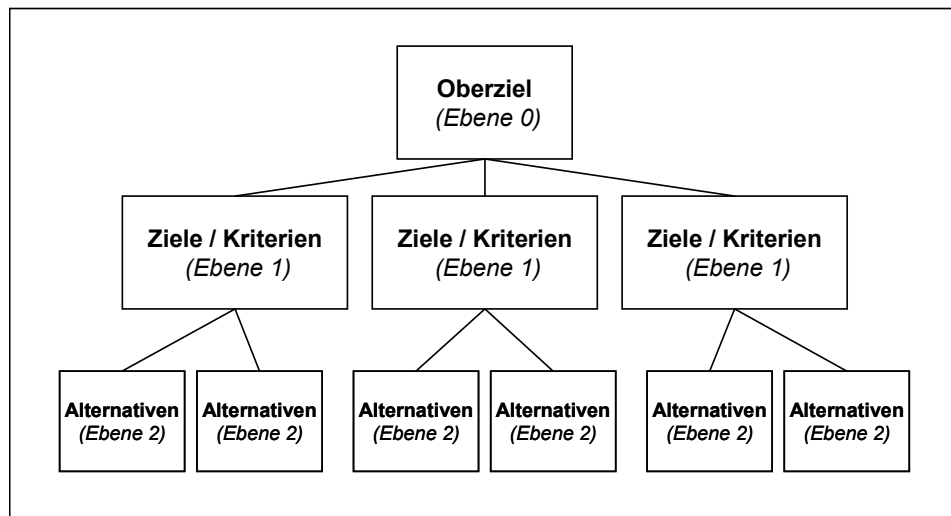 Oberziel
(Ebene 0)
Ziele / Kriterien
(Ebene 1)
Ziele / Kriterien
(Ebene 1)
Ziele / Kriterien
(Ebene 1)
Alternativen
(Ebene 2)
Alternativen
(Ebene 2)
Alternativen
(Ebene 2)
Alternativen
(Ebene 2)
Alternativen
(Ebene 2)
Alternativen
(Ebene 2)